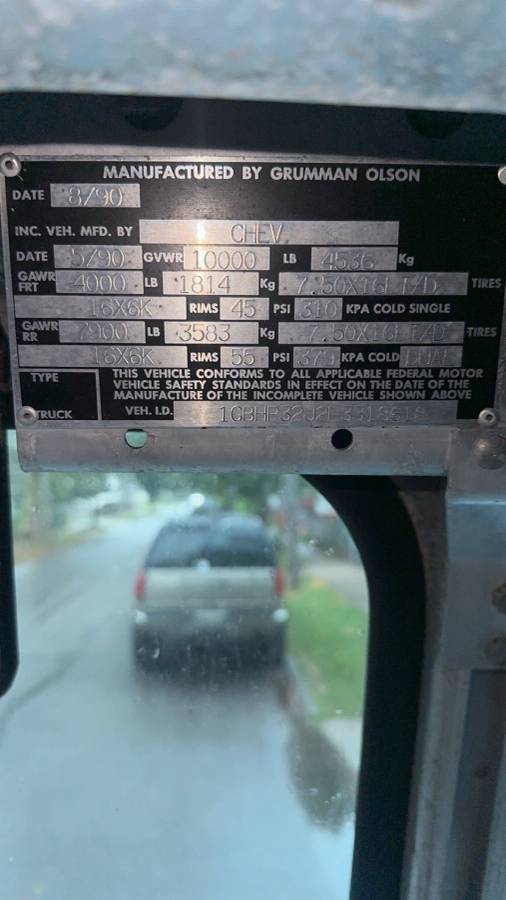 MANUFACTURED BY GRUMMAN OLSON
DATE 8/90
INC. VEH. MFD. BY CHEV.
DATE 5/90 GVWR 10000 LB 4536 Kg
GAWR FRT 4000 LB 1814 Kg 7.50X16 TIRES
16X6K RIMS 45 PSI 310 KPA COLD SINGLE
GAWR RR 7900 LB 3583 Kg 7.50X16 TIRES
16X6K RIMS 55 PSI 379 KPA COLD DUAL
TYPE TRUCK
THIS VEHICLE CONFORMS TO ALL APPLICABLE FEDERAL MOTOR
VEHICLE SAFETY STANDARDS IN EFFECT ON THE DATE OF THE
MANUFACTURE OF THE INCOMPLETE VEHICLE SHOWN ABOVE
VEH. I.D.